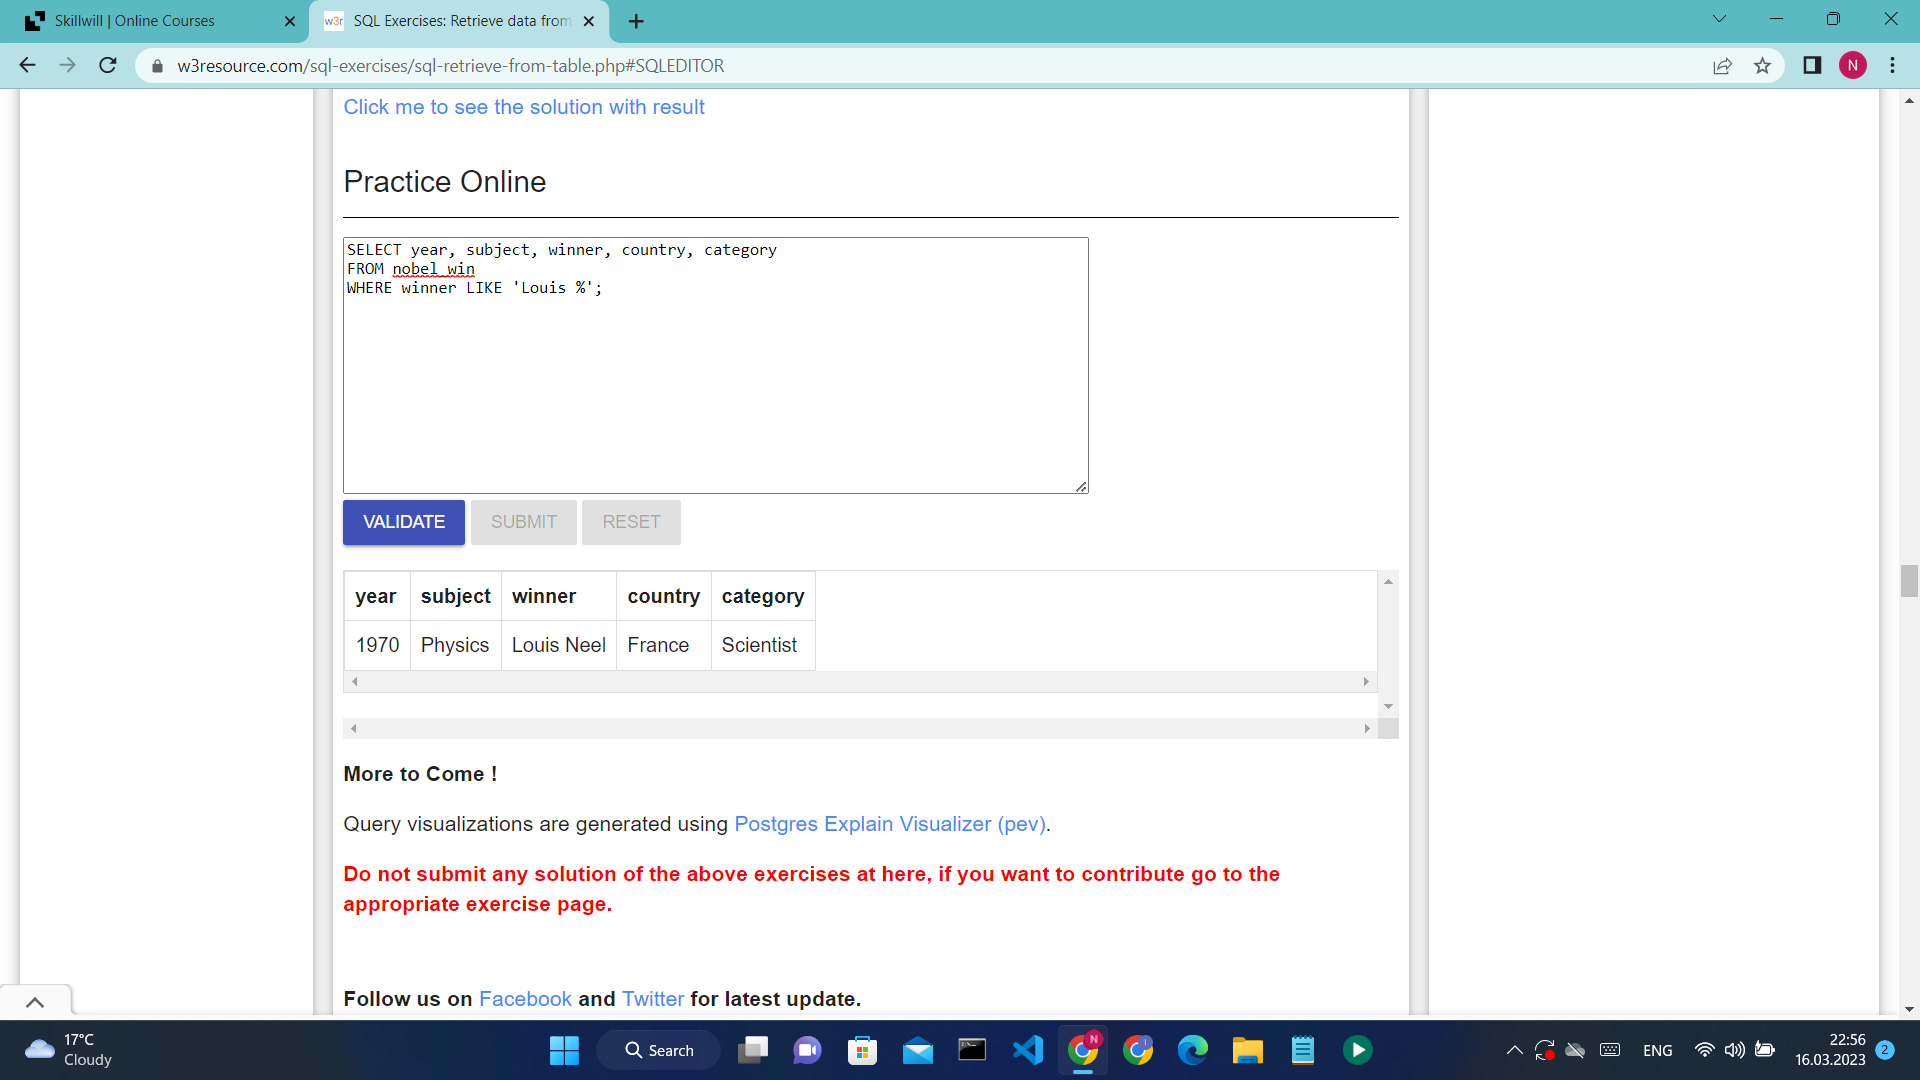 Skillwill | Online Courses
w3r SQL Exercises: Retrieve data from
w3resource.com/sql-exercises/sql-retrieve-from-table.php#SQLEDITOR
N
Click me to see the solution with result
Practice Online
SELECT year, subject, winner, country, category
FROM nobel_win
WHERE winner LIKE 'Louis %';
VALIDATE SUBMIT RESET
year subject winner country category
1970 Physics Louis Neel France Scientist
More to Come !
Query visualizations are generated using Postgres Explain Visualizer (pev).
Do not submit any solution of the above exercises at here, if you want to contribute go to the
appropriate exercise page.
Follow us on Facebook and Twitter for latest update.
17°C
Cloudy
Search
N
ENG
22:56
16.03.2023
2